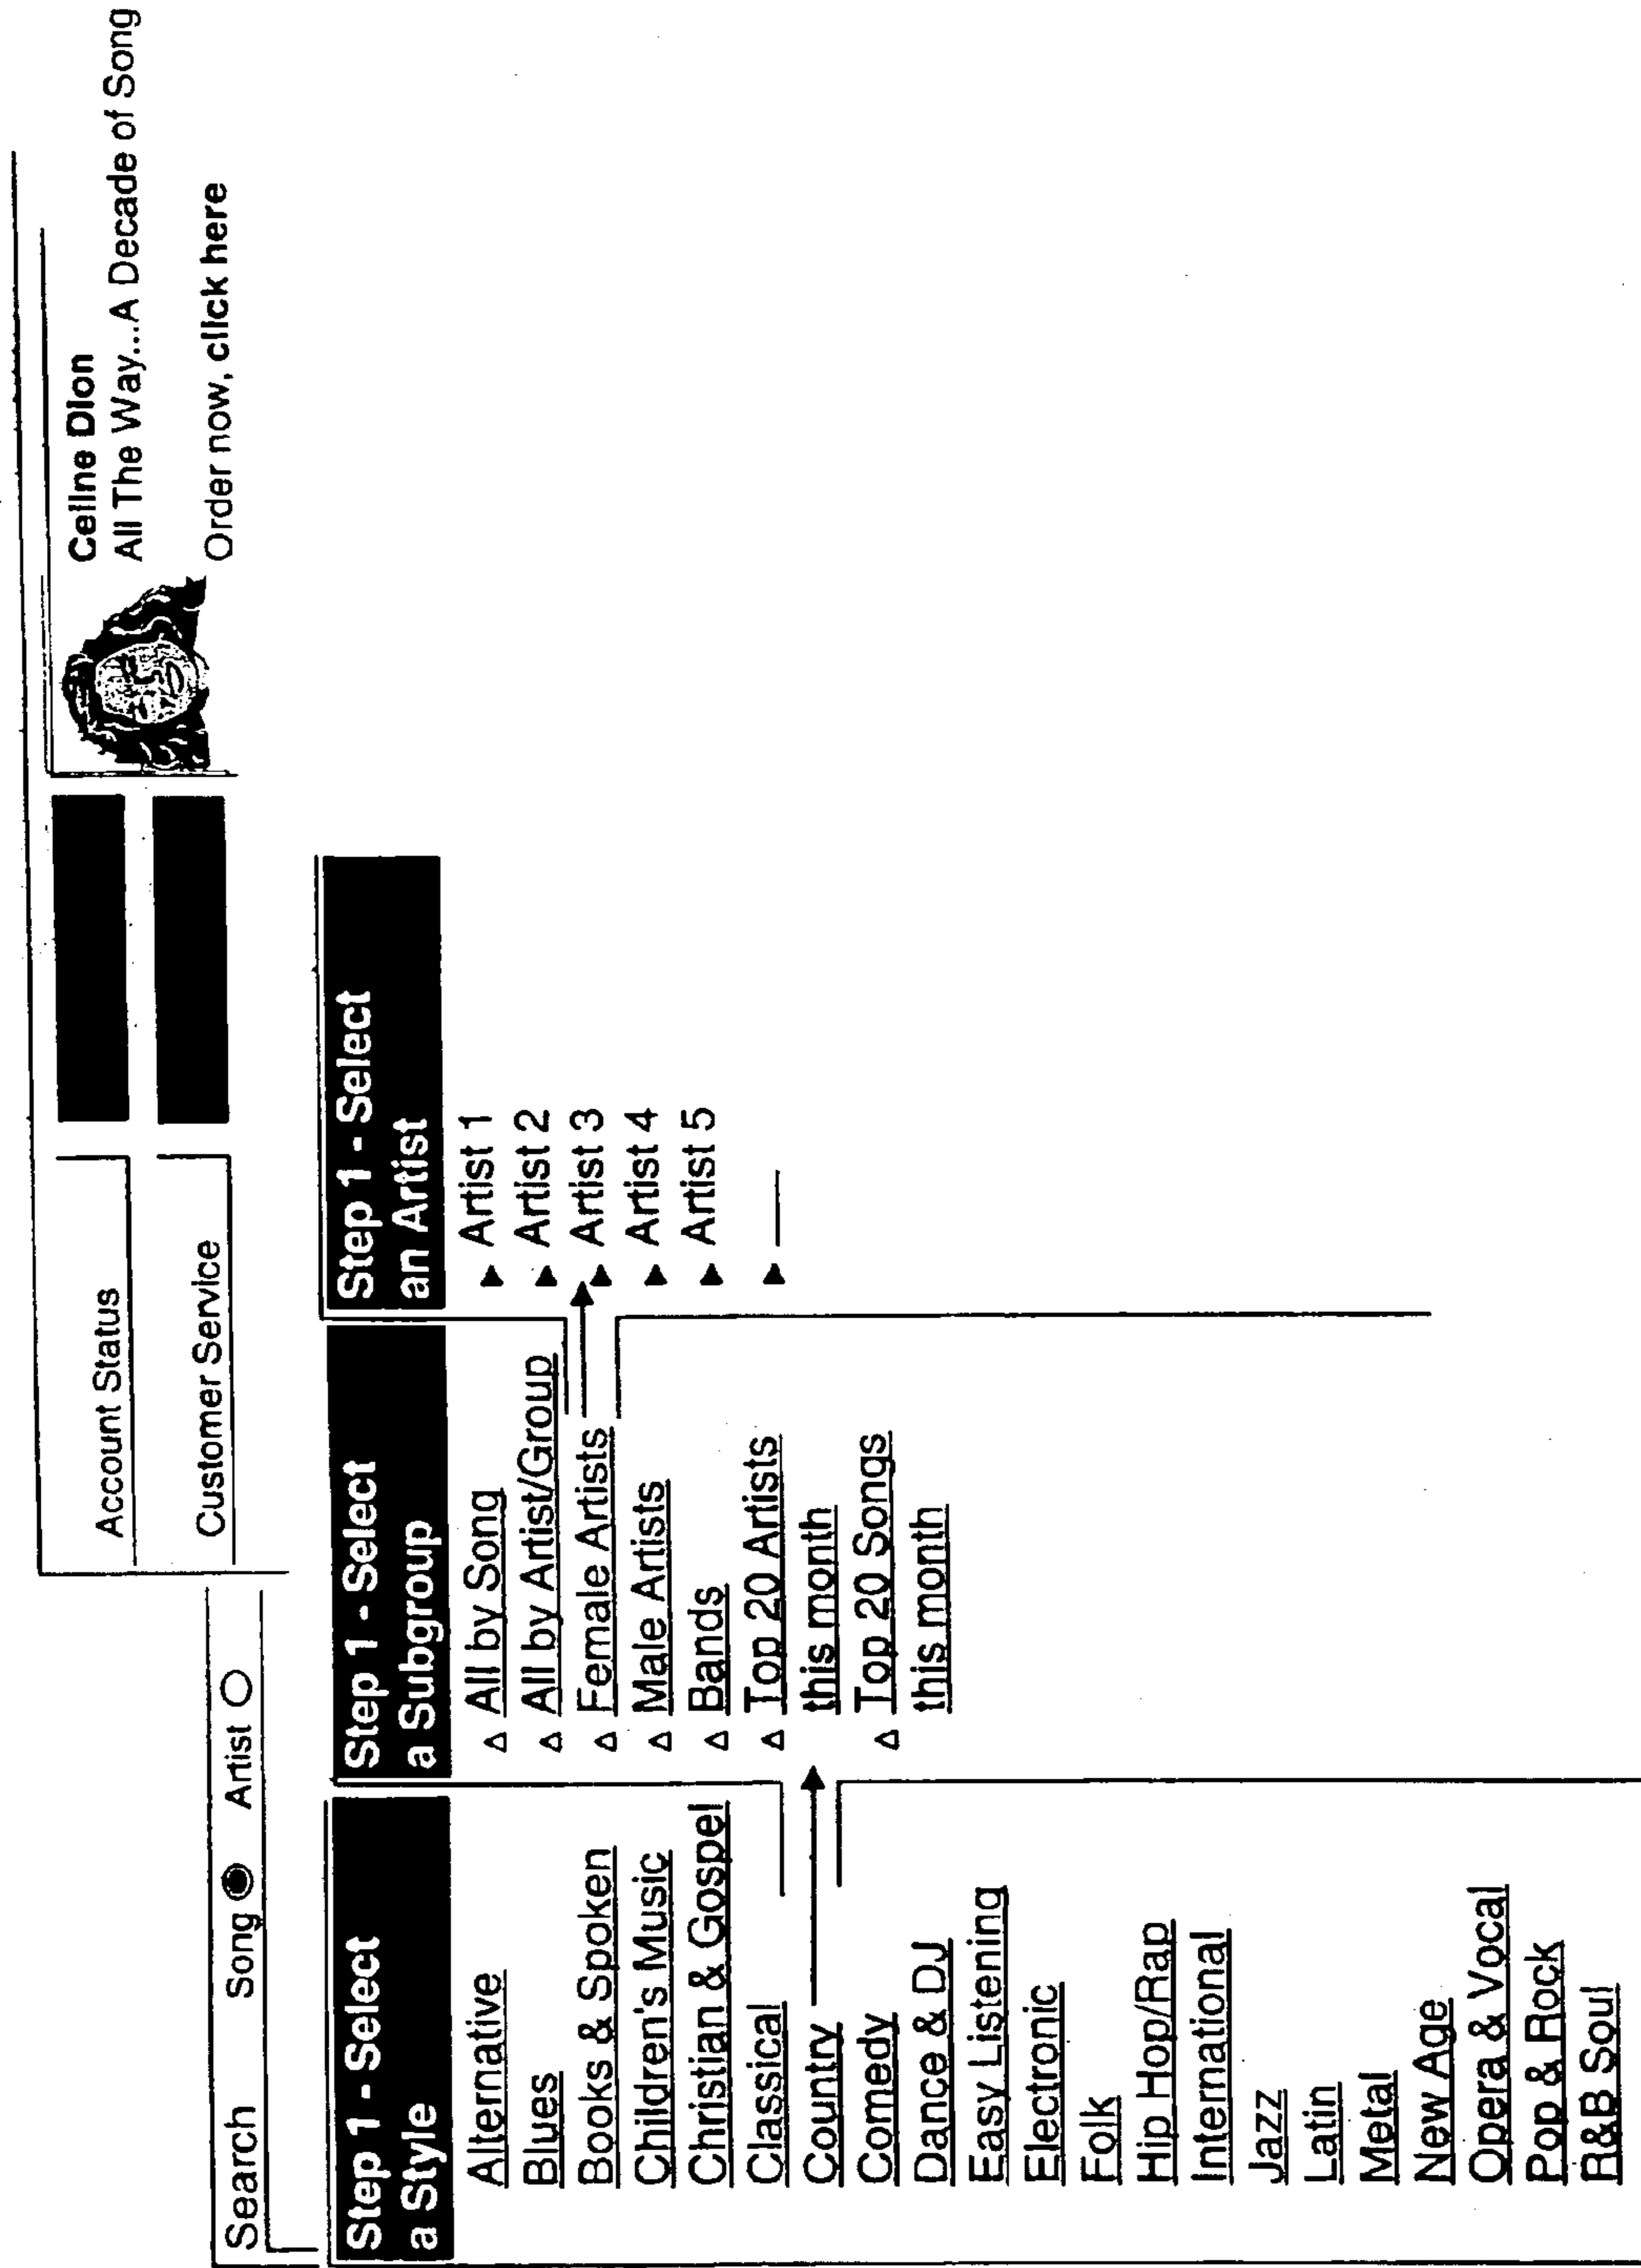 Search Song Artist
Account Status
Customer Service
Celine Dion
All The Way...A Decade of Song
Order now, click here
Step 1 - Select
a Style
Alternative
Blues
Books & Spoken
Children's Music
Christian & Gospel
Classical
Country
Comedy
Dance & DJ
Easy Listening
Electronic
Folk
Hip Hop/Rap
International
Jazz
Latin
Metal
New Age
Opera & Vocal
Pop & Rock
R&B Soul
Step 1 - Select
a Subgroup
All by Song
All by Artist/Group
Female Artists
Male Artists
Bands
Top 20 Artists
this month
Top 20 Songs
this month
Step 1 - Select
an Artist
Artist 1
Artist 2
Artist 3
Artist 4
Artist 5